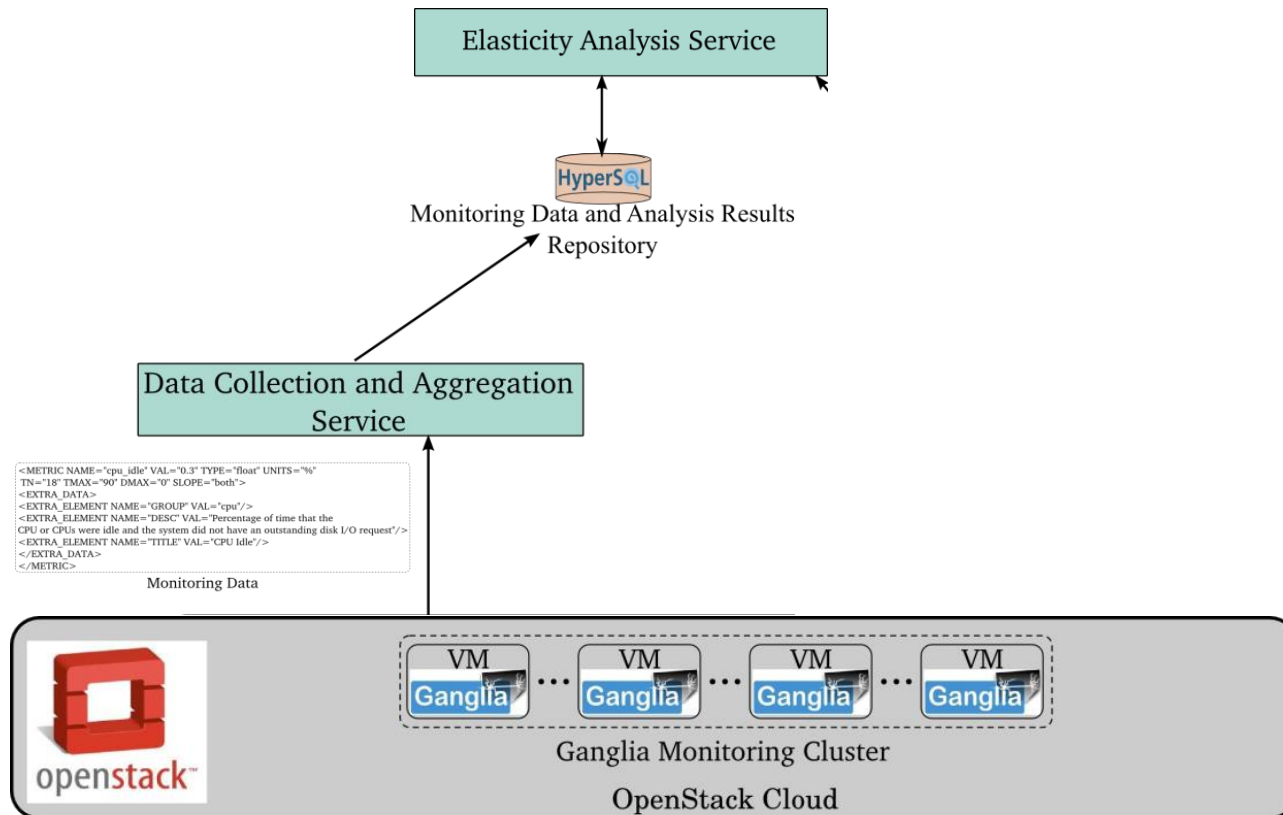 Elasticity Analysis Service
HyperSQL
Monitoring Data and Analysis Results
Repository
Data Collection and Aggregation
Service
<METRIC NAME="cpu_idle" VAL="0.3" TYPE="float" UNITS="%"
TN="18" TMAX="90" DMAX="0" SLOPE="both">
<EXTRA_DATA>
<EXTRA_ELEMENT NAME="GROUP" VAL="cpu"/>
<EXTRA_ELEMENT NAME="DESC" VAL="Percentage of time that the
CPU or CPUs were idle and the system did not have an outstanding disk I/O request"/>
<EXTRA_ELEMENT NAME="TITLE" VAL="CPU Idle"/>
</EXTRA_DATA>
</METRIC>
Monitoring Data
openstack™
VM
Ganglia
...
VM
Ganglia
...
VM
Ganglia
...
VM
Ganglia
Ganglia Monitoring Cluster
OpenStack Cloud